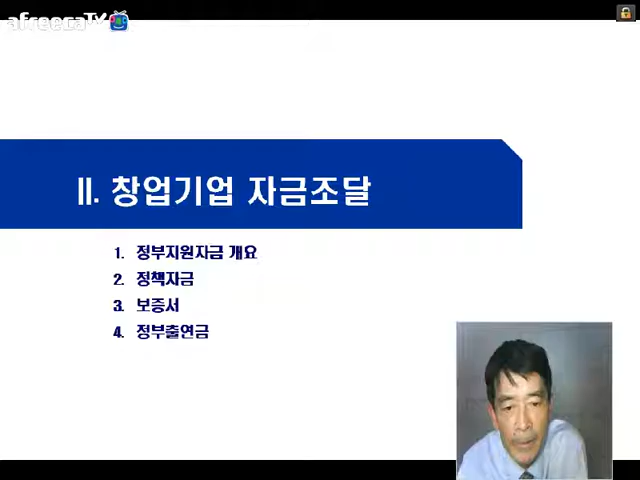 afreecaTV
II. 창업기업 자금조달
1. 정부지원자금 개요
2. 정책자금
3. 보증서
4. 정부출연금